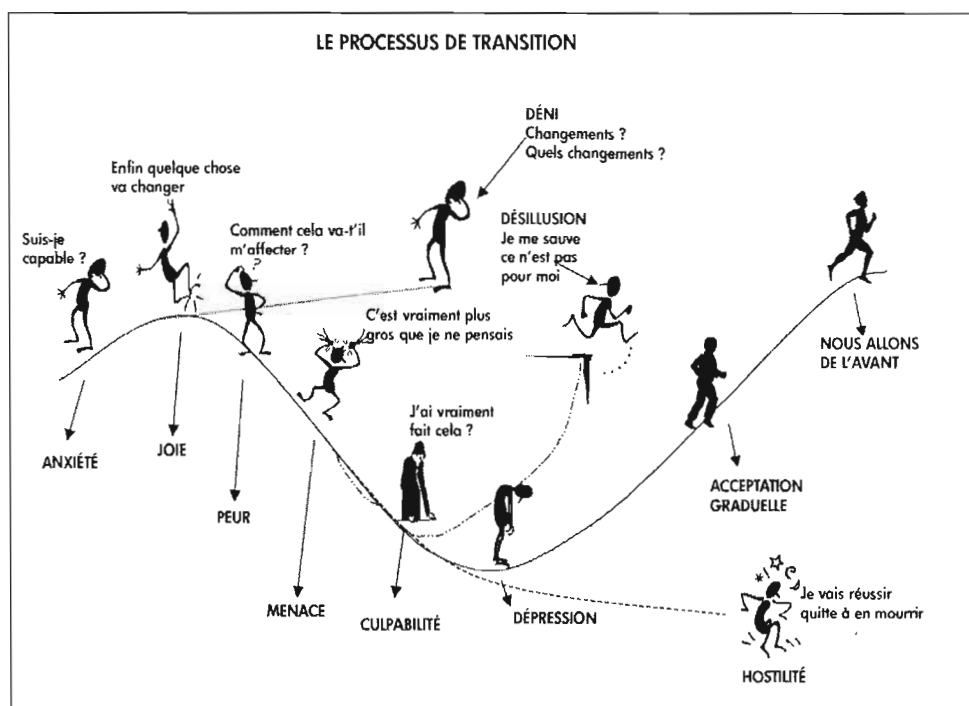 LE PROCESSUS DE TRANSITION
DÉNI
Changements ?
Quels changements ?
Enfin quelque chose
va changer
Suis-je
capable ?
Comment cela va-t'il
m'affecter ?
?
DÉSILLUSION
Je me sauve
ce n'est pas
pour moi
C'est vraiment plus
gros que je ne pensais
NOUS ALLONS
DE L'AVANT
J'ai vraiment
fait cela ?
ANXIÉTÉ
JOIE
PEUR
ACCEPTATION
GRADUELLE
MENACE
CULPABILITÉ
DÉPRESSION
Je vais réussir
quitte à en mourrir
HOSTILITÉ